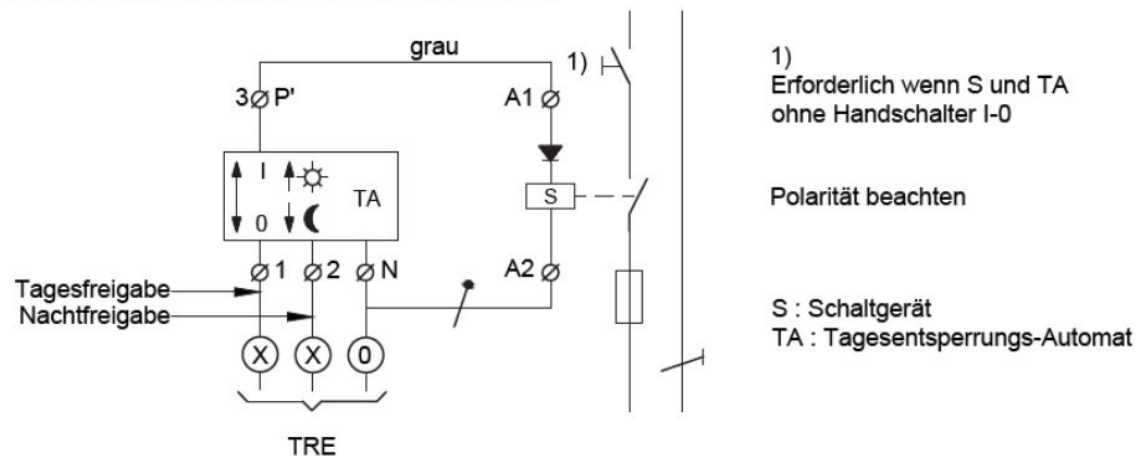 grau
1)
3 P'
A1
I
0
TA
S
1
2
N
A2
Tagesfreigabe
Nachtfreigabe
X
X
0
TRE
1)
Erforderlich wenn S und TA
ohne Handschalter I-0
Polarität beachten
S : Schaltgerät
TA : Tagesentsperrungs-Automat